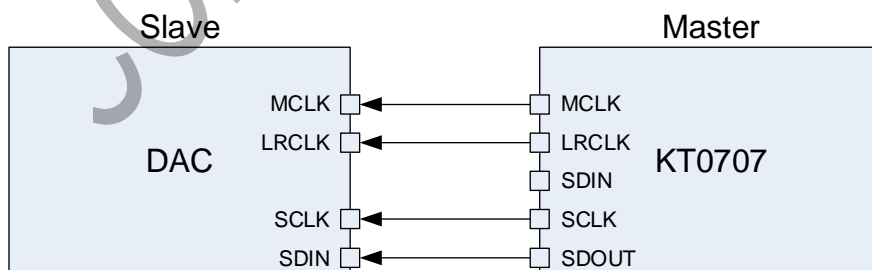 Slave Master
MCLK MCLK
LRCLK LRCLK
DAC SDIN KT0707
SCLK SCLK
SDIN SDOUT